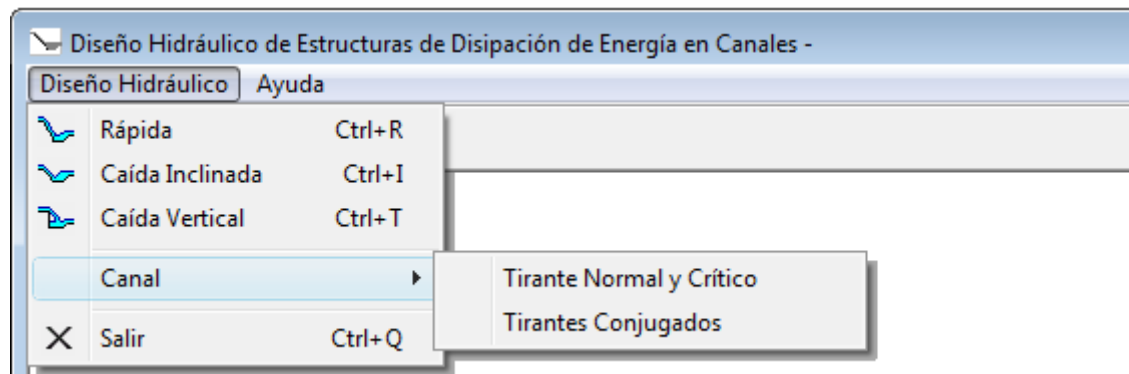 Diseño Hidráulico de Estructuras de Disipación de Energía en Canales -
Diseño Hidráulico Ayuda
Rápida Ctrl+R
Caída Inclinada Ctrl+I
Caída Vertical Ctrl+T
Canal
Tirante Normal y Crítico
Tirantes Conjugados
Salir Ctrl+Q